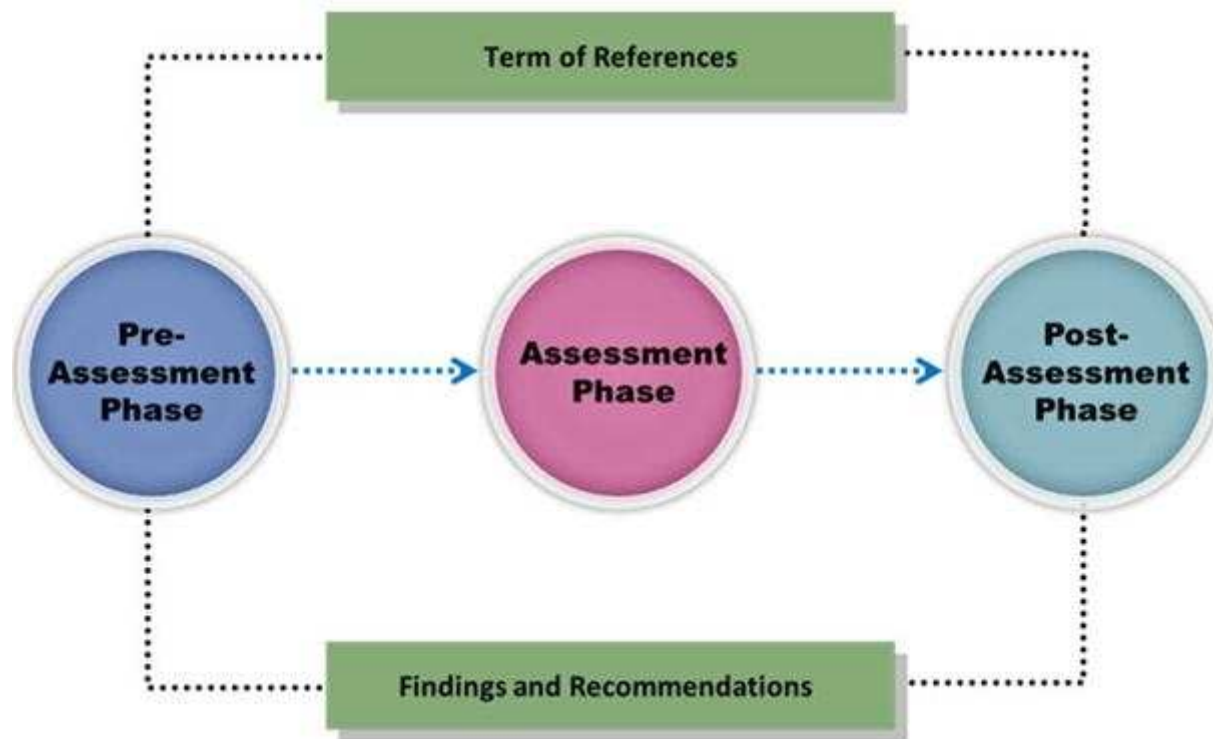 Term of References
Pre-
Assessment
Phase
Assessment
Phase
Post-
Assessment
Phase
Findings and Recommendations